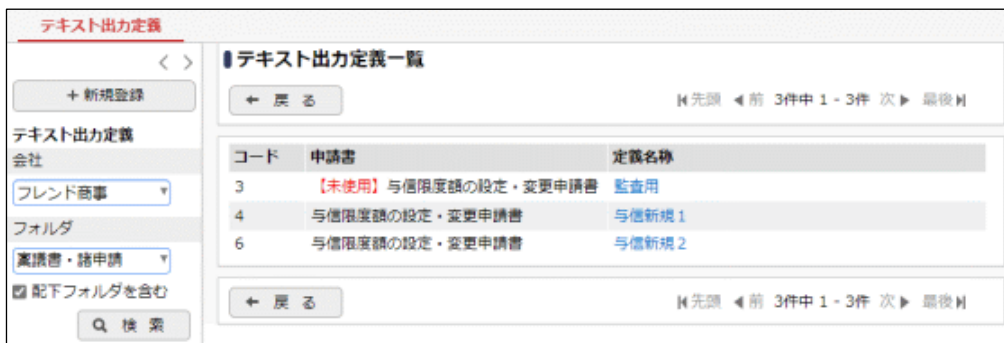 テキスト出力定義
+ 新規登録
テキスト出力定義
会社
フレンド商事
フォルダ
稟議書・諸申請
配下フォルダを含む
検 索
テキスト出力定義一覧
戻 る
先頭 前 3件中 1 - 3件 次 最後
コード 申請書 定義名称
3 【未使用】与信限度額の設定・変更申請書 監査用
4 与信限度額の設定・変更申請書 与信新規1
6 与信限度額の設定・変更申請書 与信新規2
戻 る
先頭 前 3件中 1 - 3件 次 最後